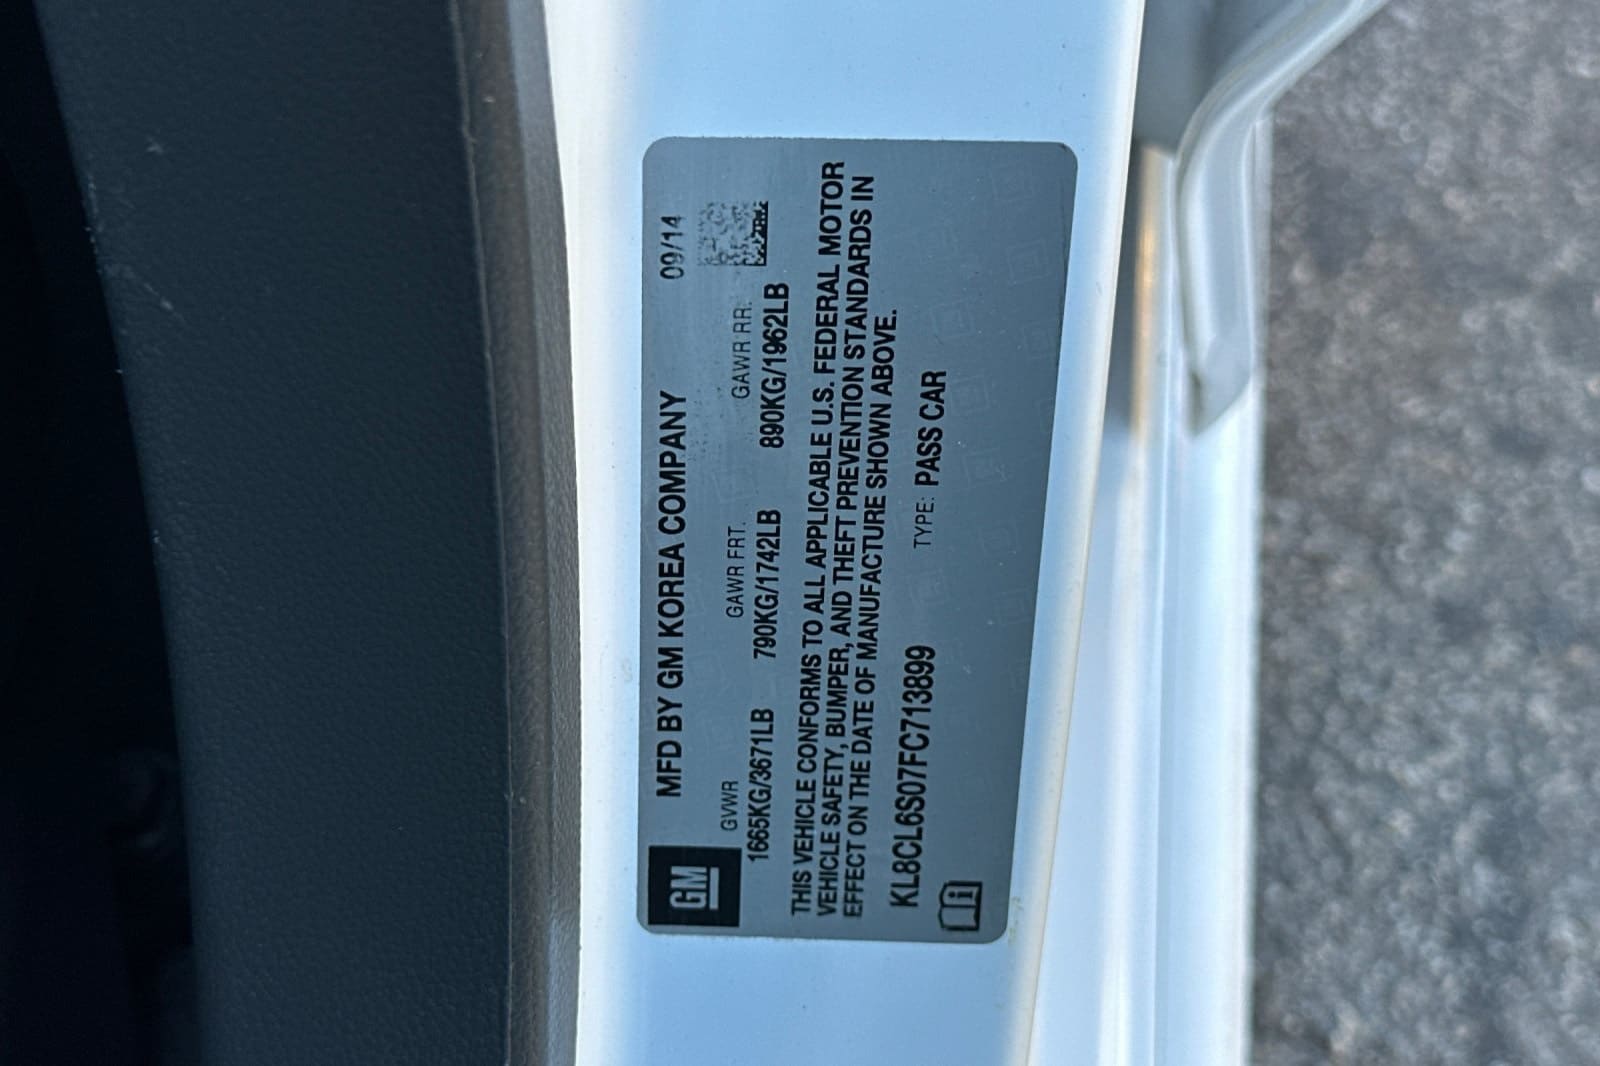 GM
MFD BY GM KOREA COMPANY 09/14
GVWR GAWR FRT. GAWR RR.
1665KG/3671LB 790KG/1742LB 890KG/1962LB
THIS VEHICLE CONFORMS TO ALL APPLICABLE U.S. FEDERAL MOTOR
VEHICLE SAFETY, BUMPER, AND THEFT PREVENTION STANDARDS IN
EFFECT ON THE DATE OF MANUFACTURE SHOWN ABOVE.
KL8CL6S07FC713899 TYPE: PASS CAR